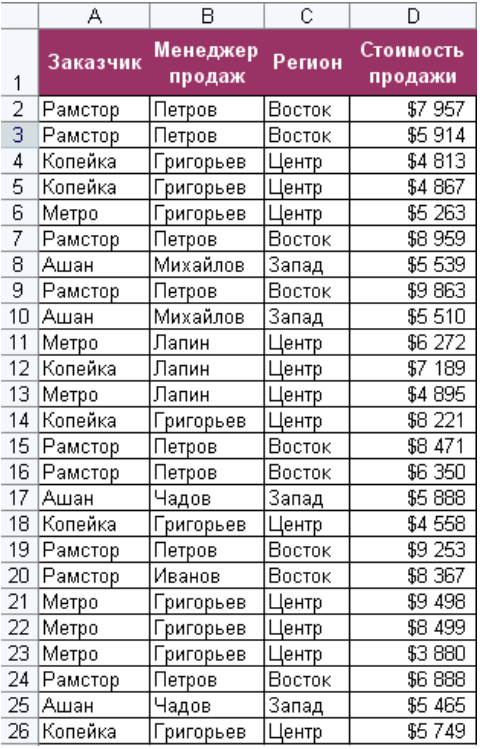 A B C D
1 Заказчик Менеджер продаж Регион Стоимость продажи
2 Рамстор Петров Восток $7 957
3 Рамстор Петров Восток $5 914
4 Копейка Григорьев Центр $4 813
5 Копейка Григорьев Центр $4 867
6 Метро Григорьев Центр $5 263
7 Рамстор Петров Восток $8 959
8 Ашан Михайлов Запад $5 539
9 Рамстор Петров Восток $9 863
10 Ашан Михайлов Запад $5 510
11 Метро Лапин Центр $6 272
12 Копейка Лапин Центр $7 189
13 Метро Лапин Центр $4 895
14 Копейка Григорьев Центр $8 221
15 Рамстор Петров Восток $8 471
16 Рамстор Петров Восток $6 350
17 Ашан Чадов Запад $5 888
18 Копейка Григорьев Центр $4 558
19 Рамстор Петров Восток $9 253
20 Рамстор Иванов Восток $8 367
21 Метро Григорьев Центр $9 498
22 Метро Григорьев Центр $8 499
23 Метро Григорьев Центр $3 880
24 Рамстор Петров Восток $6 888
25 Ашан Чадов Запад $5 465
26 Копейка Григорьев Центр $5 749